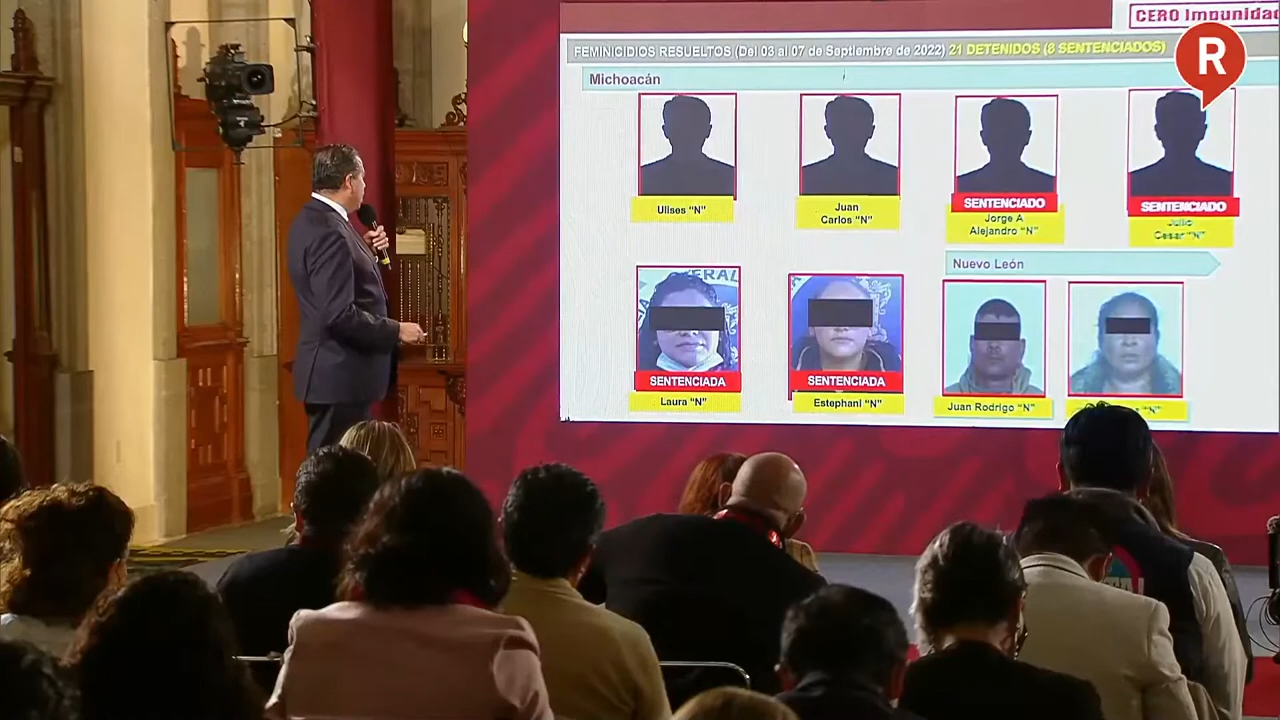 CERO Impunidad
R
FEMINICIDIOS RESUELTOS (Del 03 al 07 de Septiembre de 2022) 21 DETENIDOS (8 SENTENCIADOS)
Michoacán
SENTENCIADO
SENTENCIADO
Ulises “N”
Juan
Carlos “N”
Jorge A
Alejandro “N”
Julio
Cesar “N”
Nuevo León
ERAL
SENTENCIADA
SENTENCIADA
Laura “N”
Estephani “N”
Juan Rodrigo “N”
“N”